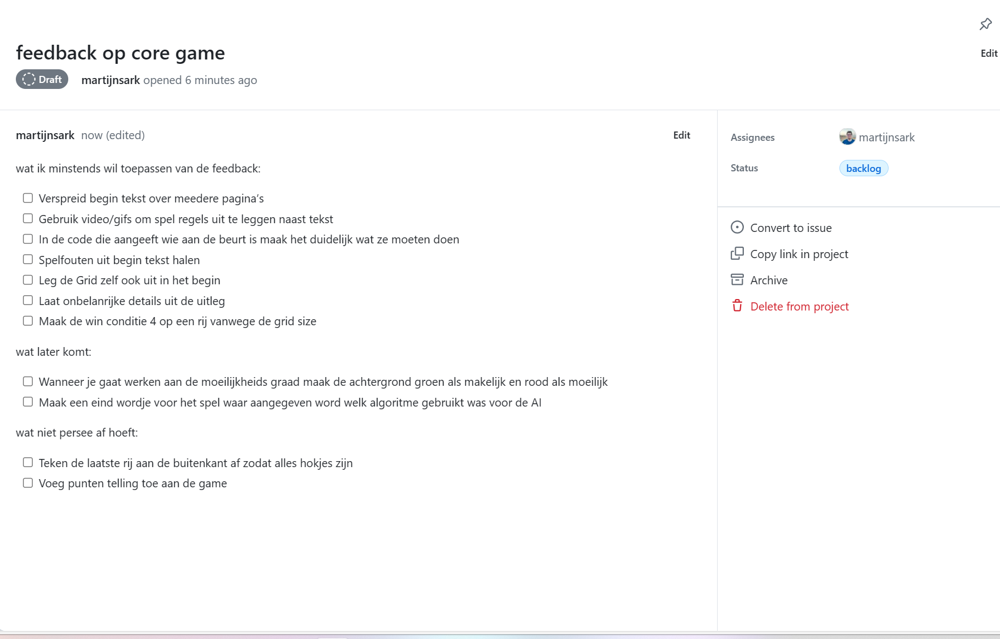 feedback op core game
Edit
Draft
martijnsark opened 6 minutes ago
martijnsark now (edited)
Edit
wat ik minstends wil toepassen van de feedback:
Verspreid begin tekst over meedere pagina's
Gebruik video/gifs om spel regels uit te leggen naast tekst
In de code die aangeeft wie aan de beurt is maak het duidelijk wat ze moeten doen
Spelfouten uit begin tekst halen
Leg de Grid zelf ook uit in het begin
Laat onbelanrijke details uit de uitleg
Maak de win conditie 4 op een rij vanwege de grid size
wat later komt:
Wanneer je gaat werken aan de moeilijkheids graad maak de achtergrond groen als makelijk en rood als moeilijk
Maak een eind wordje voor het spel waar aangegeven word welk algoritme gebruikt was voor de AI
wat niet persee af hoeft:
Teken de laatste rij aan de buitenkant af zodat alles hokjes zijn
Voeg punten telling toe aan de game
Assignees martijnsark
Status backlog
Convert to issue
Copy link in project
Archive
Delete from project